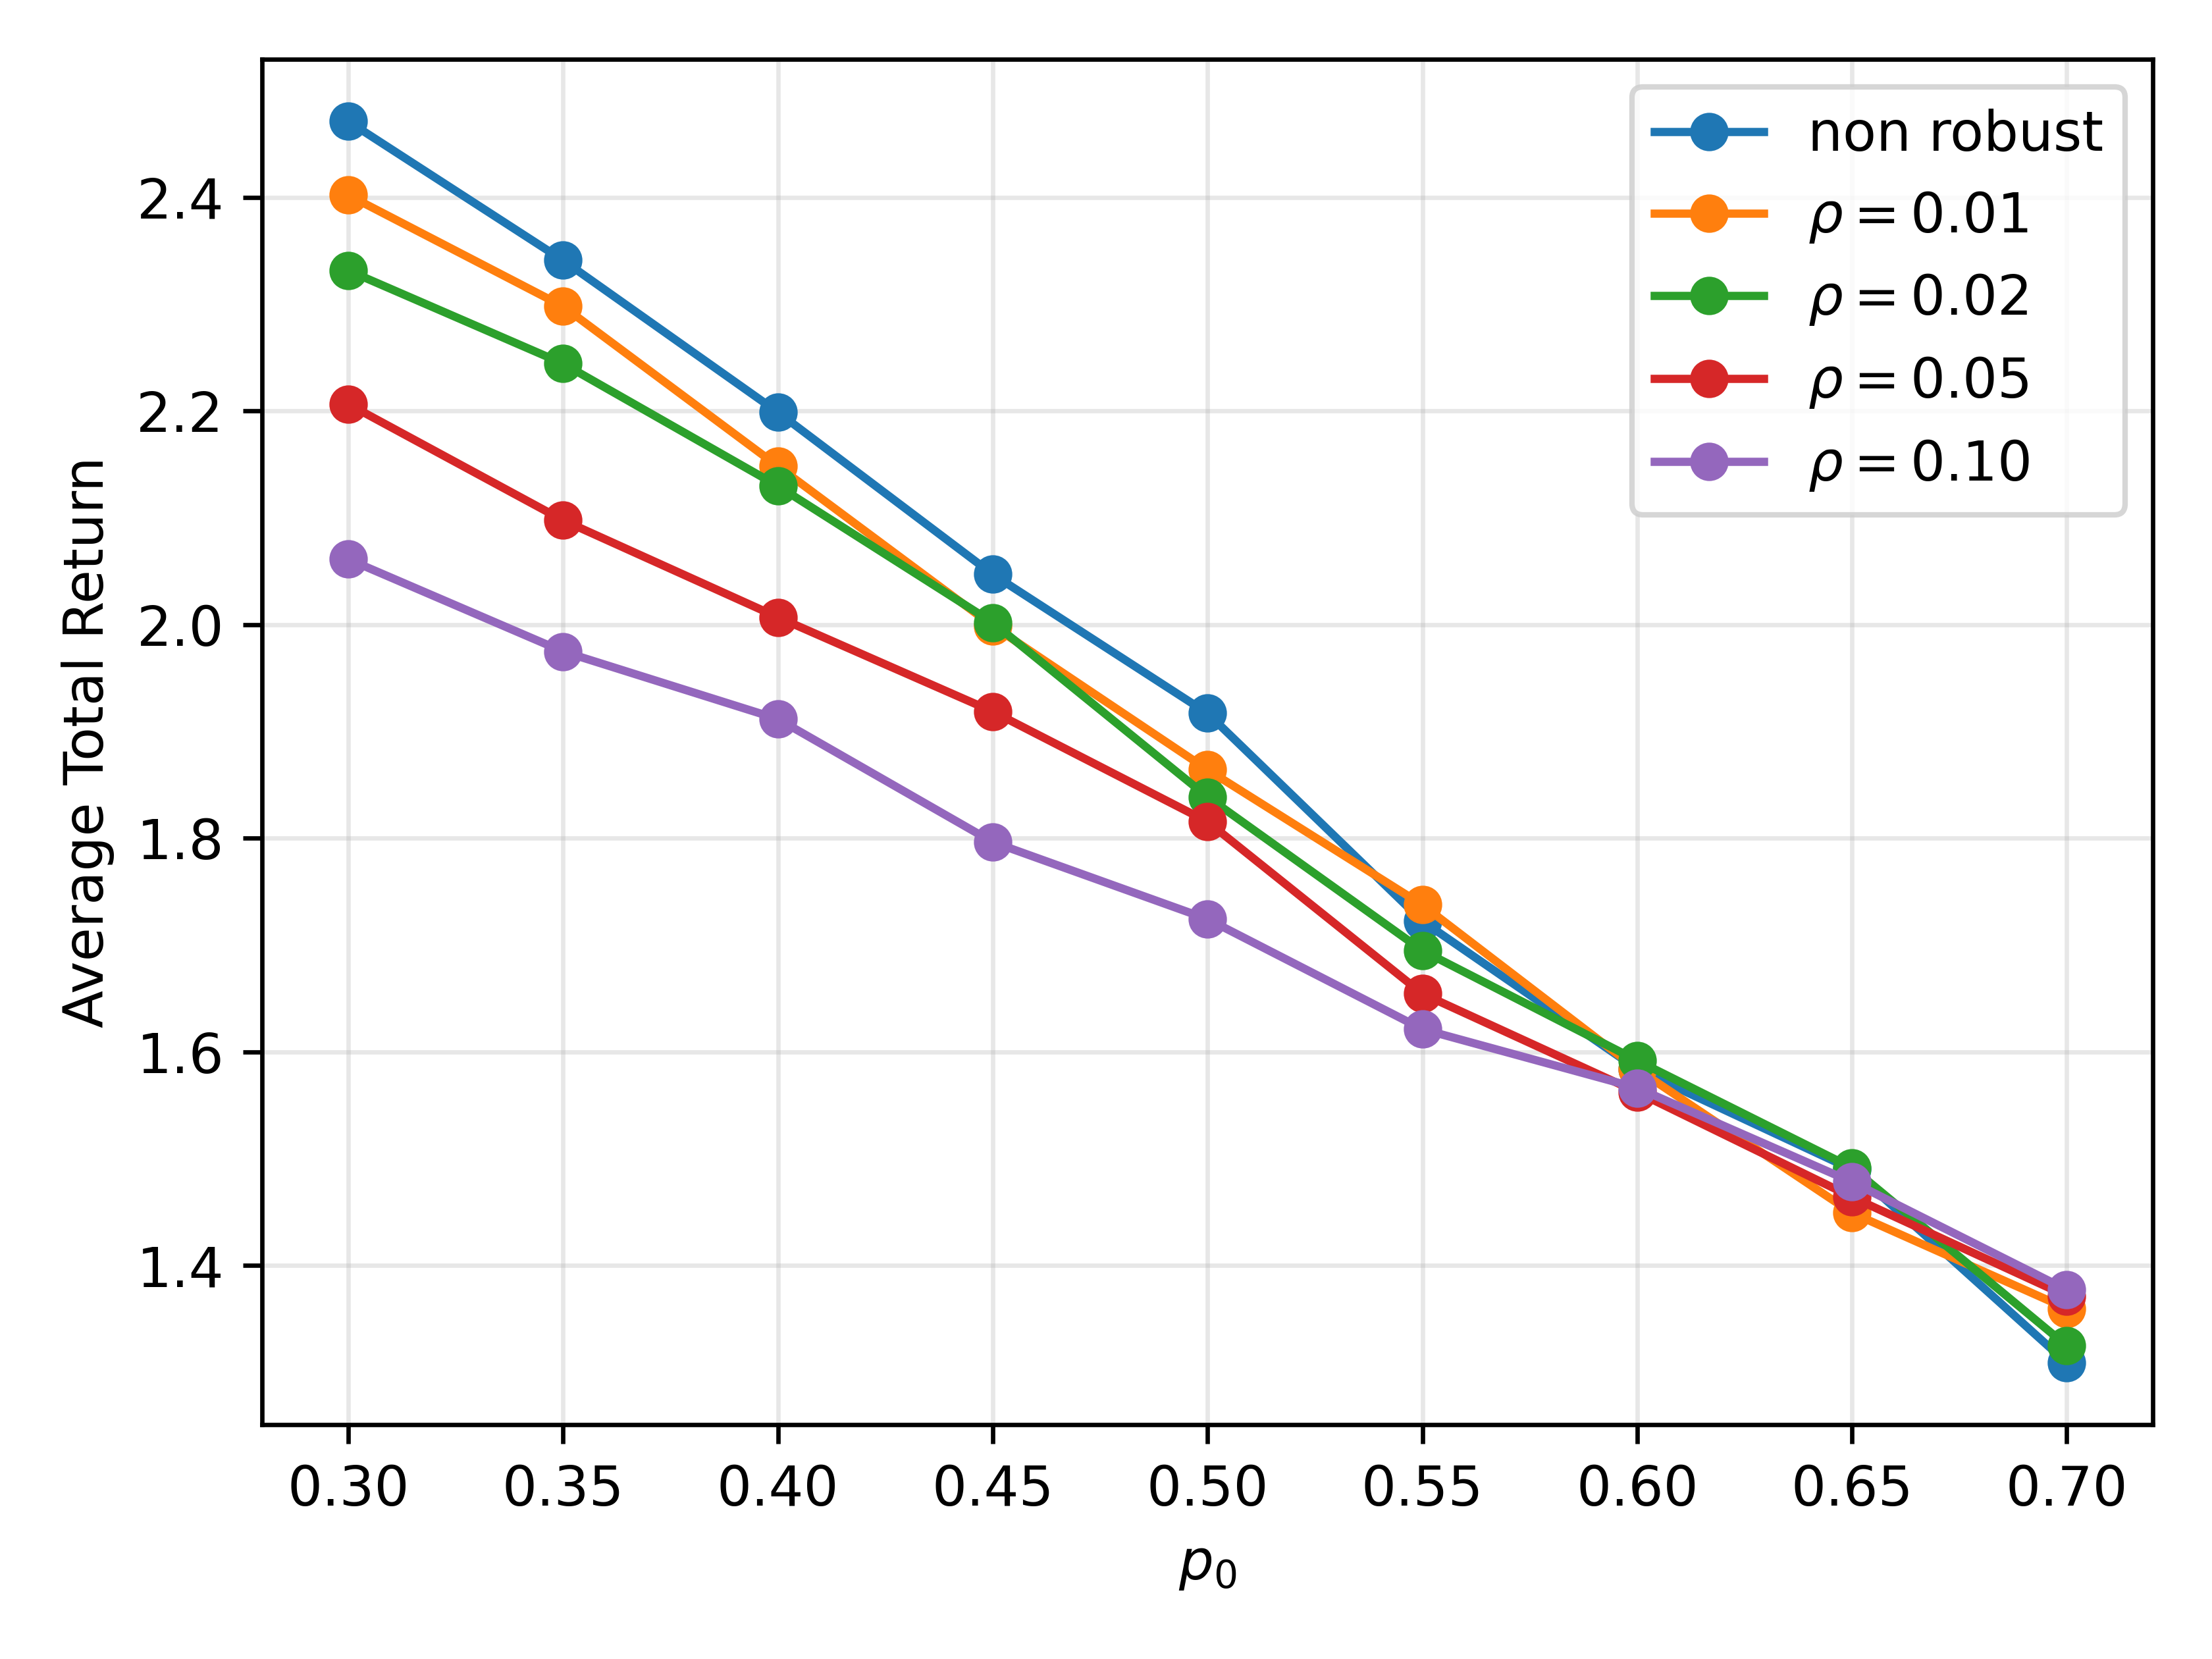 non robust
ρ = 0.01
ρ = 0.02
ρ = 0.05
ρ = 0.10
Average Total Return
2.4
2.2
2.0
1.8
1.6
1.4
0.30 0.35 0.40 0.45 0.50 0.55 0.60 0.65 0.70
p₀